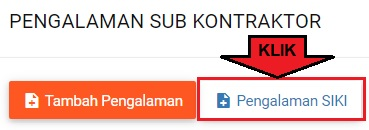 PENGALAMAN SUB KONTRAKTOR
KLIK
Tambah Pengalaman
Pengalaman SIKI